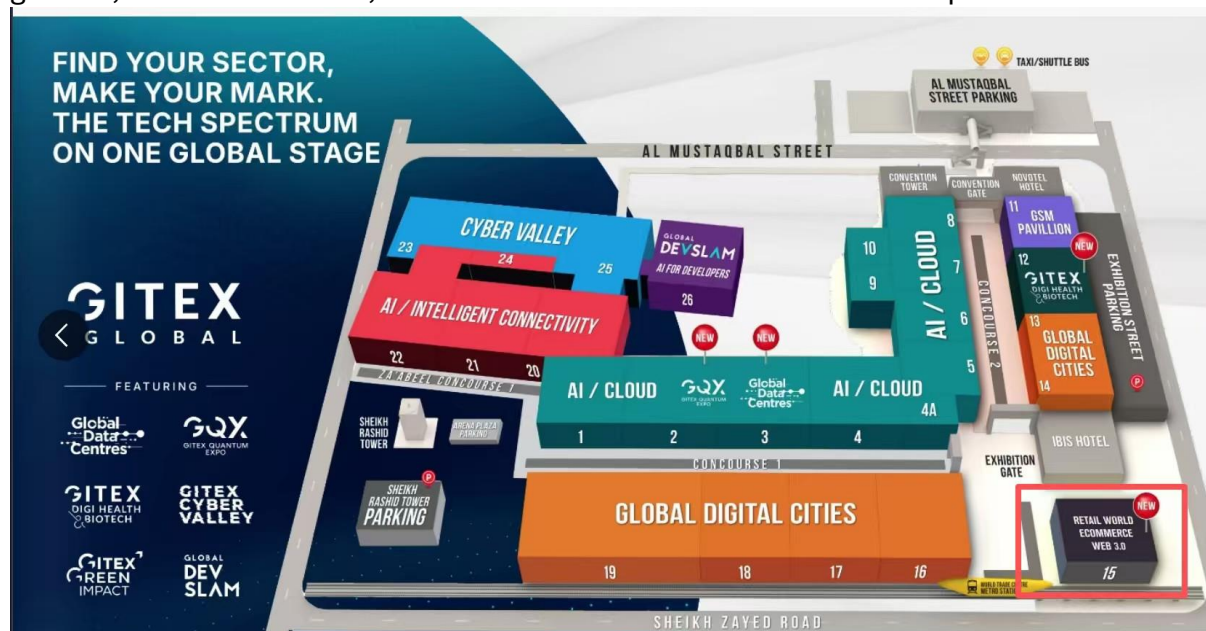 FIND YOUR SECTOR,
MAKE YOUR MARK.
THE TECH SPECTRUM
ON ONE GLOBAL STAGE
GITEX
GLOBAL
FEATURING
Global
Data
Centres
GQX
GITEX QUANTUM
EXPO
GITEX
DIGI HEALTH
& BIOTECH
GITEX
CYBER
VALLEY
GITEX
GREEN
IMPACT
GLOBAL
DEV
SLAM
TAXI/SHUTTLE BUS
AL MUSTAQBAL
STREET PARKING
AL MUSTAQBAL STREET
CONVENTION
TOWER
CONVENTION
GATE
NOVOTEL
HOTEL
CYBER VALLEY
23
24
25
GLOBAL
DEVSLAM
AI FOR DEVELOPERS
26
AI / INTELLIGENT CONNECTIVITY
22
21
20
ZA'ABEEL CONCOURSE 1
10
9
AI / CLOUD
8
7
6
5
CONCOURSE 2
11
GSM
PAVILLION
NEW
12
GITEX
DIGI HEALTH
& BIOTECH
13
GLOBAL
DIGITAL
CITIES
14
EXHIBITION STREET
PARKING
P
NEW
NEW
AI / CLOUD
GQX
GITEX QUANTUM
EXPO
Global
Data
Centres
AI / CLOUD
4A
1
2
3
4
CONCOURSE 1
SHEIKH
RASHID
TOWER
ARENA PLAZA
PARKING
P
SHEIKH
RASHID TOWER
PARKING
IBIS HOTEL
EXHIBITION
GATE
GLOBAL DIGITAL CITIES
19
18
17
16
NEW
RETAIL WORLD
ECOMMERCE
WEB 3.0
15
WORLD TRADE CENTRE
METRO STATION
SHEIKH ZAYED ROAD